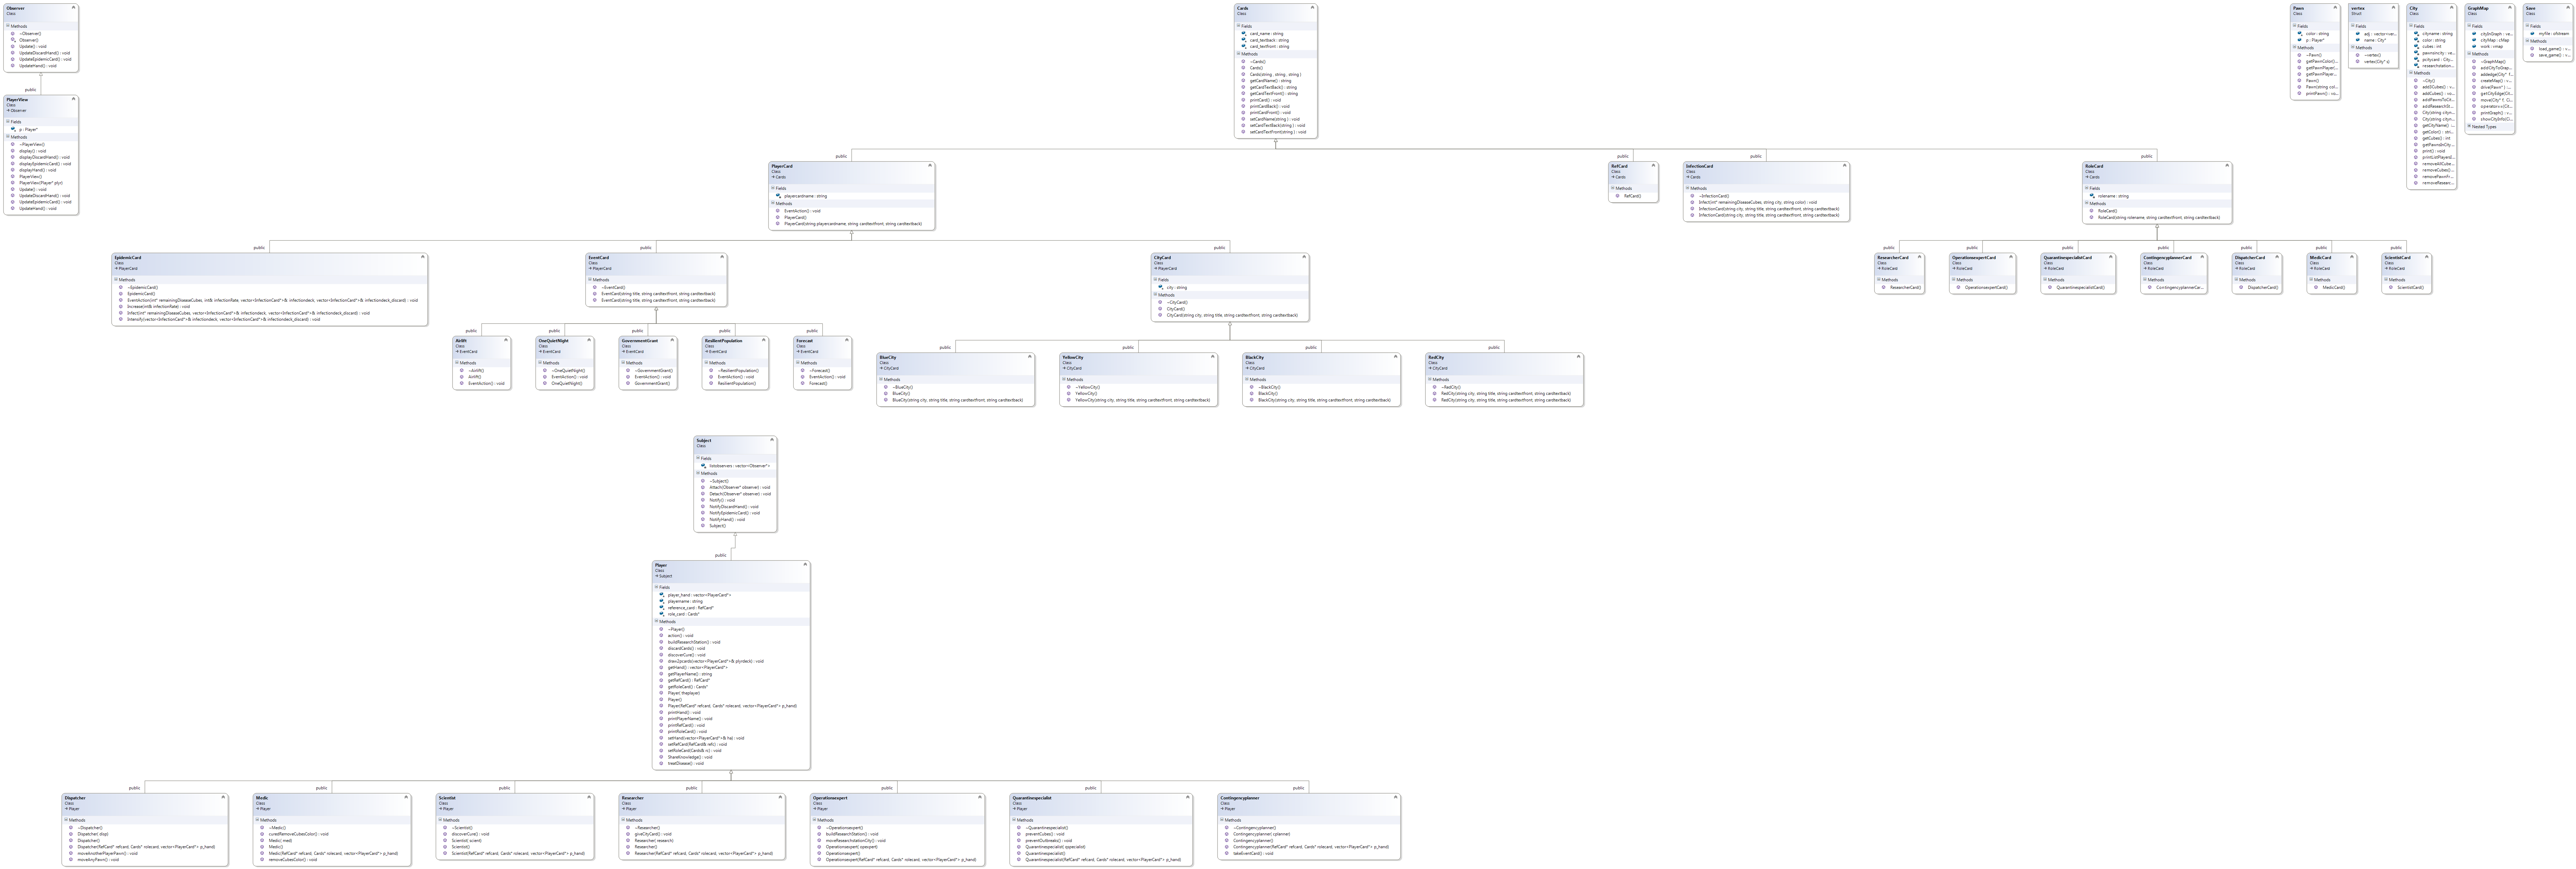 Observer
Class
Methods
~Observer()
Observer()
Update() : void
UpdateDiscardHand() : void
UpdateEpidemicCard() : void
UpdateHand() : void
public
PlayerView
Class
Observer
Fields
p : Player*
Methods
~PlayerView()
display() : void
displayDiscardHand() : void
displayEpidemicCard() : void
displayHand() : void
PlayerView()
PlayerView(Player* plyr)
Update() : void
UpdateDiscardHand() : void
UpdateEpidemicCard() : void
UpdateHand() : void
Cards
Class
Fields
card_name : string
card_textback : string
card_textfront : string
Methods
~Cards()
Cards()
Cards(string , string , string )
getCardName() : string
getCardTextBack() : string
getCardTextFront() : string
printCard() : void
printCardBack() : void
printCardFront() : void
setCardName(string ) : void
setCardTextBack(string ) : void
setCardTextFront(string ) : void
Pawn
Class
Fields
color : string
p : Player*
Methods
~Pawn()
getPawnColor()...
getPawnPlayer(...
getPawnPlayer...
Pawn()
Pawn(string col...
printPawn() : vo...
vertex
Struct
Fields
adj : vector<ver...
name : City*
Methods
~vertex()
vertex(City* s)
City
Class
Fields
cityname : string
color : string
cubes : int
pawnsincity : ve...
Methods
~City()
add3Cubes() : v...
addCubes() : vo...
addPawnsToCit...
addResearchSt...
City(string cityn...
City(string cityn...
getCityName() : ...
getColor() : stri...
getCubes() : int
getPawnsInCity...
print() : void
printListPlayersI...
removeAllCube...
removeCubes()...
removePawnFr...
removeResear...
GraphMap
Class
Fields
cityInGraph : ve...
cityMap : cMap
work : vmap
Methods
~GraphMap()
addCityToGrap...
addedge(City* f...
createMap() : v...
drive(Pawn* ) : ...
getCityEdge(Cit...
move(City* f, Ci...
operator=(Cit...
printGraph() : v...
showCityInfo(Ci...
Nested Types
Save
Class
Fields
myfile : ofstream
Methods
load_game() : v...
save_game() : v...
public
public
public
public
PlayerCard
Class
Cards
Fields
playercardname : string
Methods
EventAction() : void
PlayerCard()
PlayerCard(string playercardname, string cardtextfront, string cardtextback)
RefCard
Class
Cards
Methods
RefCard()
InfectionCard
Class
Cards
Methods
~InfectionCard()
Infect(int* remainingDiseaseCubes, string city, string color) : void
InfectionCard(string city, string title, string cardtextfront, string cardtextback)
InfectionCard(string city, string title, string cardtextfront, string cardtextback)
RoleCard
Class
Cards
Fields
rolename : string
Methods
RoleCard()
RoleCard(string rolename, string cardtextfront, string cardtextback)
public
public
public
EpidemicCard
Class
PlayerCard
Methods
~EpidemicCard()
EpidemicCard()
EventAction(int* remainingDiseaseCubes, int& infectionRate, vector<InfectionCard*>& infectiondeck, vector<InfectionCard*>& infectiondeck_discard) : void
Increase(int& infectionRate) : void
Infect(int* remainingDiseaseCubes, vector<InfectionCard*>& infectiondeck, vector<InfectionCard*>& infectiondeck_discard) : void
Intensify(vector<InfectionCard*>& infectiondeck, vector<InfectionCard*>& infectiondeck_discard) : void
EventCard
Class
PlayerCard
Methods
~EventCard()
EventCard(string title, string cardtextfront, string cardtextback)
EventCard(string title, string cardtextfront, string cardtextback)
CityCard
Class
PlayerCard
Fields
city : string
Methods
~CityCard()
CityCard()
CityCard(string city, string title, string cardtextfront, string cardtextback)
public
public
public
public
public
public
public
ResearcherCard
Class
RoleCard
Methods
ResearcherCard()
OperationsexpertCard
Class
RoleCard
Methods
OperationsexpertCard()
QuarantinespecialistCard
Class
RoleCard
Methods
QuarantinespecialistCard()
ContingencyplannerCard
Class
RoleCard
Methods
ContingencyplannerCar...
DispatcherCard
Class
RoleCard
Methods
DispatcherCard()
MedicCard
Class
RoleCard
Methods
MedicCard()
ScientistCard
Class
RoleCard
Methods
ScientistCard()
public
public
public
public
public
Airlift
Class
EventCard
Methods
~Airlift()
Airlift()
EventAction() : void
OneQuietNight
Class
EventCard
Methods
~OneQuietNight()
EventAction() : void
OneQuietNight()
GovernmentGrant
Class
EventCard
Methods
~GovernmentGrant()
EventAction() : void
GovernmentGrant()
ResilientPopulation
Class
EventCard
Methods
~ResilientPopulation()
EventAction() : void
ResilientPopulation()
Forecast
Class
EventCard
Methods
~Forecast()
EventAction() : void
Forecast()
public
public
public
public
BlueCity
Class
CityCard
Methods
~BlueCity()
BlueCity()
BlueCity(string city, string title, string cardtextfront, string cardtextback)
YellowCity
Class
CityCard
Methods
~YellowCity()
YellowCity()
YellowCity(string city, string title, string cardtextfront, string cardtextback)
BlackCity
Class
CityCard
Methods
~BlackCity()
BlackCity()
BlackCity(string city, string title, string cardtextfront, string cardtextback)
RedCity
Class
CityCard
Methods
~RedCity()
RedCity(string city, string title, string cardtextfront, string cardtextback)
RedCity(string city, string title, string cardtextfront, string cardtextback)
Subject
Class
Fields
listobservers : vector<Observer*>
Methods
~Subject()
Attach(Observer* observer) : void
Detach(Observer* observer) : void
Notify() : void
NotifyDiscardHand() : void
NotifyEpidemicCard() : void
NotifyHand() : void
Subject()
public
Player
Class
Subject
Fields
player_hand : vector<PlayerCard*>
playername : string
reference_card : RefCard*
role_card : Cards*
Methods
~Player()
action() : void
buildResearchStation() : void
discardCards() : void
discoverCure() : void
draw2pcards(vector<PlayerCard*>& plyrdeck) : void
getHand() : vector<PlayerCard*>
getPlayerName() : string
getRefCard() : RefCard*
getRoleCard() : Cards*
Player( theplayer)
Player()
Player(RefCard* refcard, Cards* rolecard, vector<PlayerCard*> p_hand)
printHand() : void
printPlayerName() : void
printRefCard() : void
printRoleCard() : void
setHand(vector<PlayerCard*>& ha) : void
setRefCard(RefCard& ref) : void
setRoleCard(Cards& rc) : void
ShareKnowledge() : void
treatDisease() : void
public
public
public
public
public
public
public
Dispatcher
Class
Player
Methods
~Dispatcher()
Dispatcher( disp)
Dispatcher()
Dispatcher(RefCard* refcard, Cards* rolecard, vector<PlayerCard*> p_hand)
moveAnotherPlayerPawn() : void
moveAnyPawn() : void
Medic
Class
Player
Methods
~Medic()
curedRemoveCubesColor() : void
Medic( med)
Medic()
Medic(RefCard* refcard, Cards* rolecard, vector<PlayerCard*> p_hand)
removeCubesColor() : void
Scientist
Class
Player
Methods
~Scientist()
discoverCure() : void
Scientist( scient)
Scientist()
Scientist(RefCard* refcard, Cards* rolecard, vector<PlayerCard*> p_hand)
Researcher
Class
Player
Methods
~Researcher()
giveCityCard() : void
Researcher( research)
Researcher()
Researcher(RefCard* refcard, Cards* rolecard, vector<PlayerCard*> p_hand)
Operationsexpert
Class
Player
Methods
~Operationsexpert()
buildResearchStation() : void
moveResearchstationCity() : void
Operationsexpert( opexpert)
Operationsexpert()
Operationsexpert(RefCard* refcard, Cards* rolecard, vector<PlayerCard*> p_hand)
Quarantinespecialist
Class
Player
Methods
~Quarantinespecialist()
preventCubes() : void
preventOutbreaks() : void
Quarantinespecialist( qspecialist)
Quarantinespecialist()
Quarantinespecialist(RefCard* refcard, Cards* rolecard, vector<PlayerCard*> p_hand)
Contingencyplanner
Class
Player
Methods
~Contingencyplanner()
Contingencyplanner( cplanner)
Contingencyplanner()
Contingencyplanner(RefCard* refcard, Cards* rolecard, vector<PlayerCard*> p_hand)
takeEventCard() : void